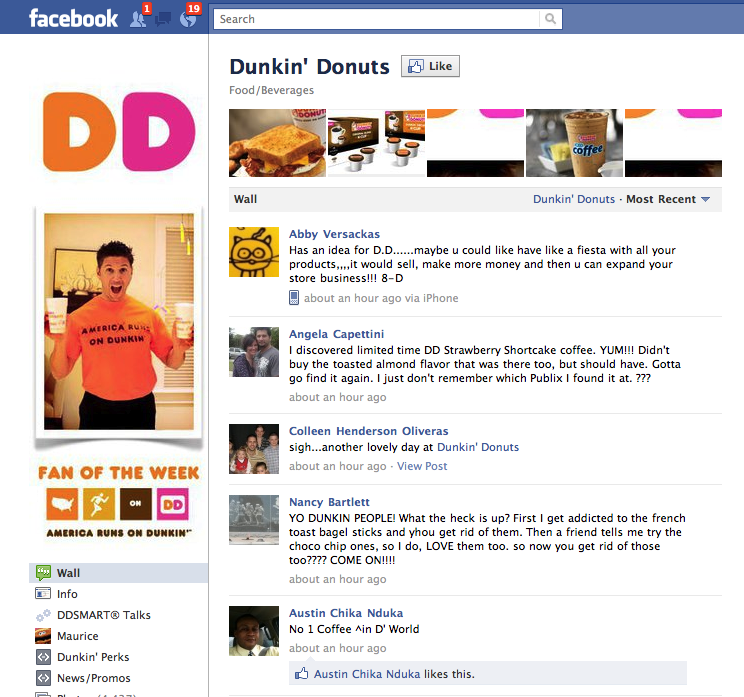 facebook
1
19
Search
Dunkin' Donuts
Like
Food/Beverages
DD
AMERICA RUNS
ON DUNKIN'
FAN OF THE WEEK
ON
DD
AMERICA RUNS ON DUNKIN'
Wall
Info
DDSMART® Talks
Maurice
Dunkin' Perks
News/Promos
coffee
Wall
Dunkin' Donuts · Most Recent
Abby Versackas
Has an idea for D.D......maybe u could like have like a fiesta with all your
products,,,,it would sell, make more money and then u can expand your
store business!!! 8-D
about an hour ago via iPhone
Angela Capettini
I discovered limited time DD Strawberry Shortcake coffee. YUM!!! Didn't
buy the toasted almond flavor that was there too, but should have. Gotta
go find it again. I just don't remember which Publix I found it at. ???
about an hour ago
Colleen Henderson Oliveras
sigh...another lovely day at Dunkin' Donuts
about an hour ago · View Post
Nancy Bartlett
YO DUNKIN PEOPLE! What the heck is up? First I get addicted to the french
toast bagel sticks and yhou get rid of them. Then a friend tells me try the
choco chip ones, so I do, LOVE them too. so now you get rid of those
too???? COME ON!!!!
about an hour ago
Austin Chika Nduka
No 1 Coffee ^in D' World
about an hour ago
Austin Chika Nduka likes this.